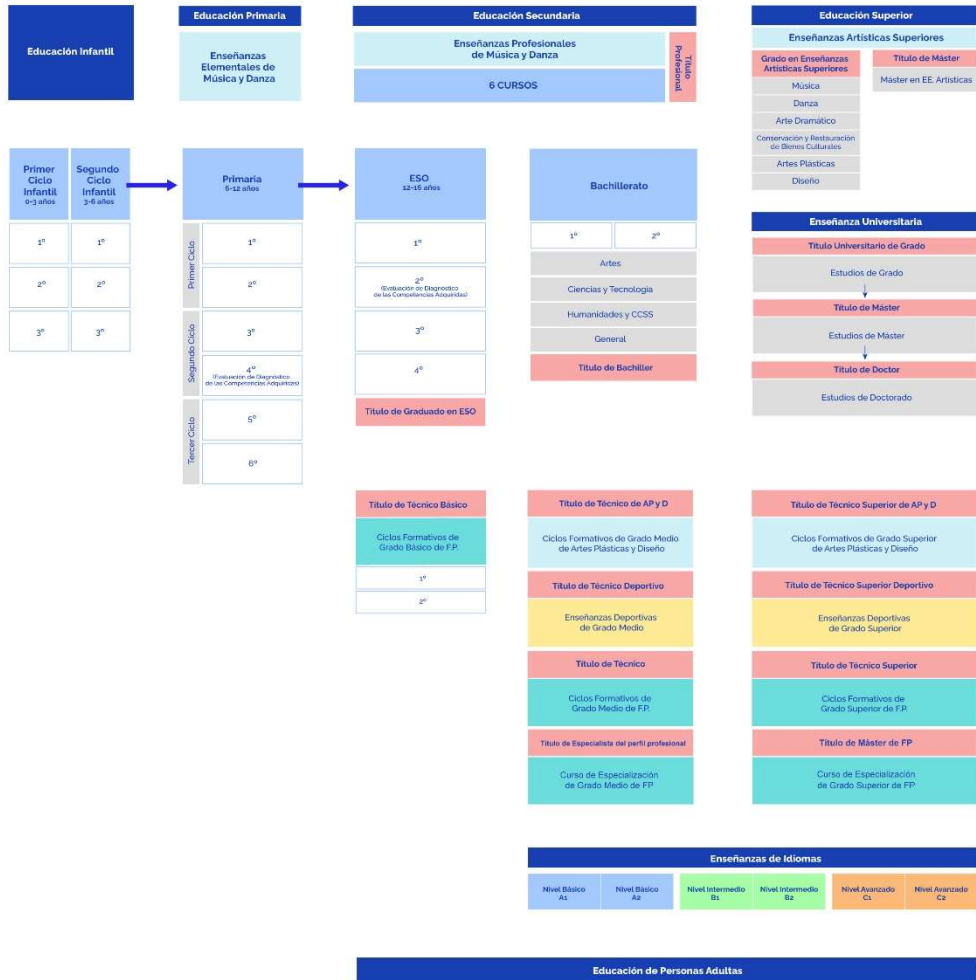 Educación Infantil
Educación Primaria
Enseñanzas
Elementales de
Música y Danza
Educación Secundaria
Enseñanzas Profesionales
de Música y Danza
6 CURSOS
Título
Profesional
Educación Superior
Enseñanzas Artísticas Superiores
Grado en Enseñanzas
Artísticas Superiores
Música
Danza
Arte Dramático
Conservación y Restauración
de Bienes Culturales
Artes Plásticas
Diseño
Título de Máster
Máster en EE. Artísticas
Primer
Ciclo
Infantil
0-3 años
1º
2º
3º
Segundo
Ciclo
Infantil
3-6 años
1º
2º
3º
Primaria
6-12 años
Primer Ciclo
1º
2º
Segundo Ciclo
3º
4º
(Evaluación de Diagnóstico
de las Competencias Adquiridas)
Tercer Ciclo
5º
6º
ESO
12-16 años
1º
2º
(Evaluación de Diagnóstico
de las Competencias Adquiridas)
3º
4º
Título de Graduado en ESO
Bachillerato
1º
2º
Artes
Ciencias y Tecnología
Humanidades y CCSS
General
Título de Bachiller
Enseñanza Universitaria
Título Universitario de Grado
Estudios de Grado
Título de Máster
Estudios de Máster
Título de Doctor
Estudios de Doctorado
Título de Técnico Básico
Ciclos Formativos de
Grado Básico de F.P.
1º
2º
Título de Técnico de AP y D
Ciclos Formativos de Grado Medio
de Artes Plásticas y Diseño
Título de Técnico Deportivo
Enseñanzas Deportivas
de Grado Medio
Título de Técnico
Ciclos Formativos de
Grado Medio de F.P.
Título de Especialista del perfil profesional
Curso de Especialización
de Grado Medio de FP
Título de Técnico Superior de AP y D
Ciclos Formativos de Grado Superior
de Artes Plásticas y Diseño
Título de Técnico Superior Deportivo
Enseñanzas Deportivas
de Grado Superior
Título de Técnico Superior
Ciclos Formativos de
Grado Superior de F.P.
Título de Máster de FP
Curso de Especialización
de Grado Superior de FP
Enseñanzas de Idiomas
Nivel Básico
A1
Nivel Básico
A2
Nivel Intermedio
B1
Nivel Intermedio
B2
Nivel Avanzado
C1
Nivel Avanzado
C2
Educación de Personas Adultas